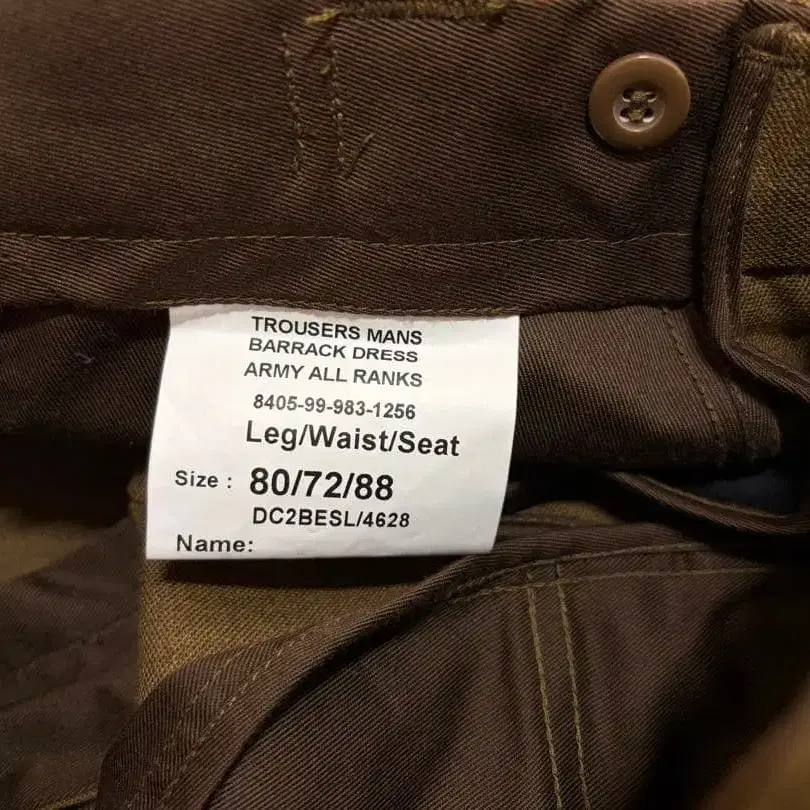 TROUSERS MANS
BARRACK DRESS
ARMY ALL RANKS
8405-99-983-1256
Leg/Waist/Seat
Size : 80/72/88
DC2BESL/4628
Name: